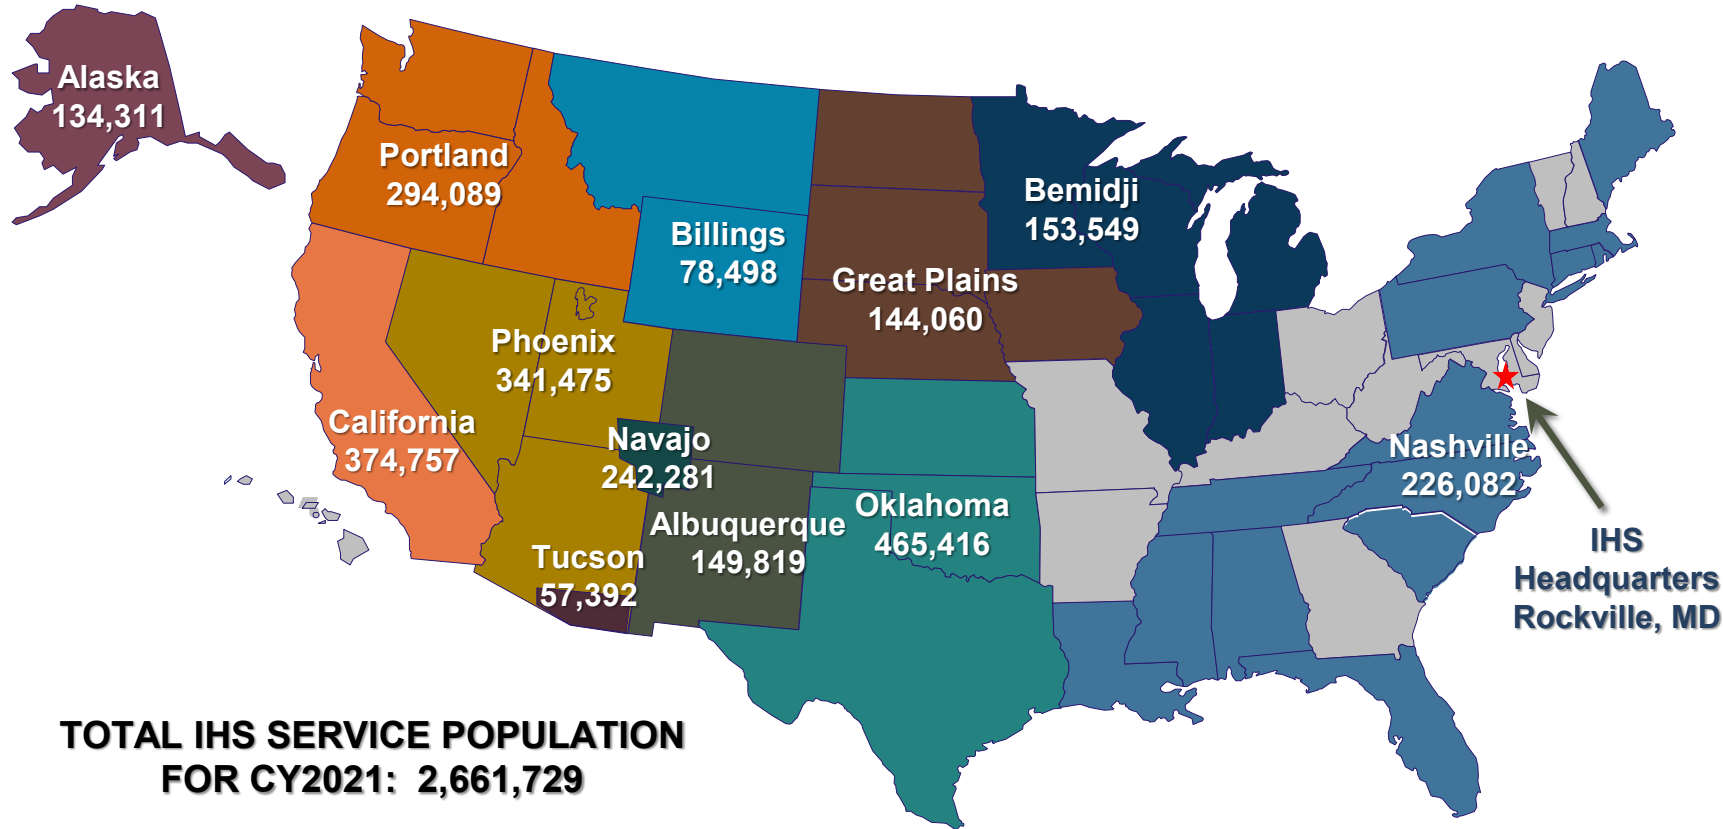 Alaska
134,311
Portland
294,089
Billings
78,498
Bemidji
153,549
Great Plains
144,060
Phoenix
341,475
California
374,757
Navajo
242,281
Nashville
226,082
Albuquerque
149,819
Oklahoma
465,416
Tucson
57,392
IHS
Headquarters
Rockville, MD
TOTAL IHS SERVICE POPULATION
FOR CY2021: 2,661,729